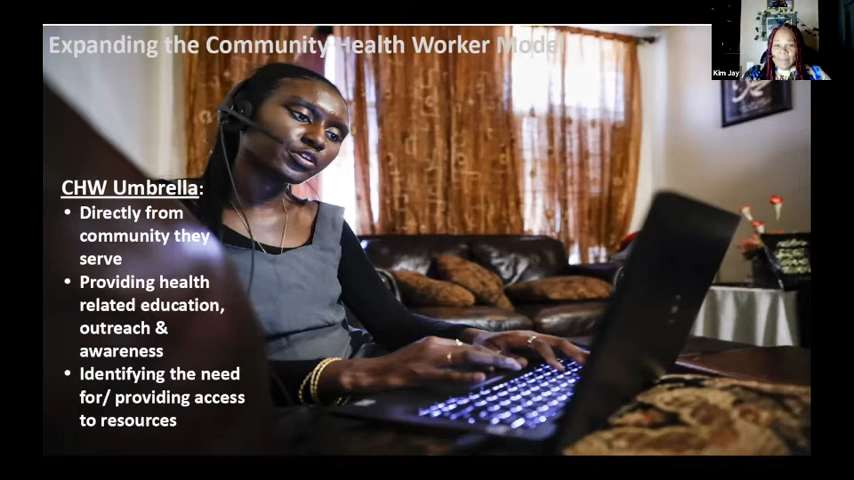 Expanding the Community Health Worker Model
Kim Jay
CHW Umbrella:
• Directly from
community they
serve
• Providing health
related education,
outreach &
awareness
• Identifying the need
for/ providing access
to resources